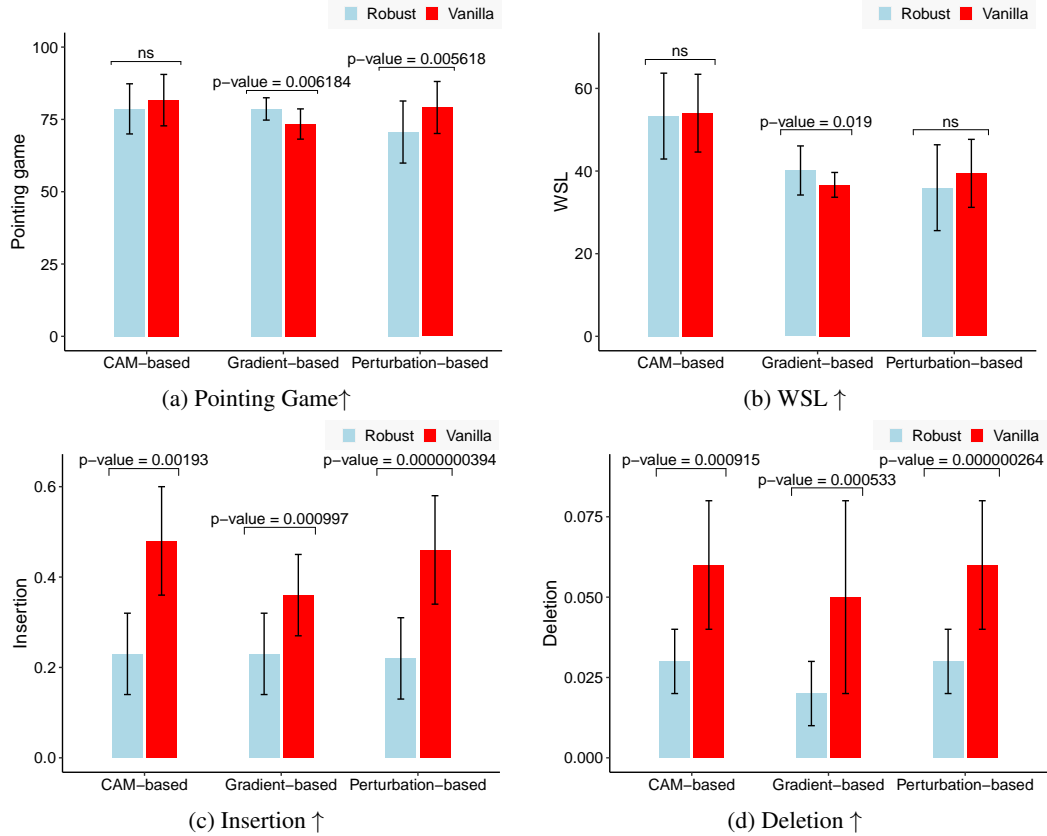 Robust Vanilla
100
75
50
25
0
Pointing game
ns
p-value = 0.006184
p-value = 0.005618
CAM-based Gradient-based Perturbation-based
(a) Pointing Game↑
Robust Vanilla
60
40
20
0
WSL
ns
p-value = 0.019
ns
CAM-based Gradient-based Perturbation-based
(b) WSL ↑
Robust Vanilla
0.6
0.4
0.2
0.0
Insertion
p-value = 0.00193
p-value = 0.000997
p-value = 0.0000000394
CAM-based Gradient-based Perturbation-based
(c) Insertion ↑
Robust Vanilla
0.075
0.050
0.025
0.000
Deletion
p-value = 0.000915
p-value = 0.000533
p-value = 0.000000264
CAM-based Gradient-based Perturbation-based
(d) Deletion ↑